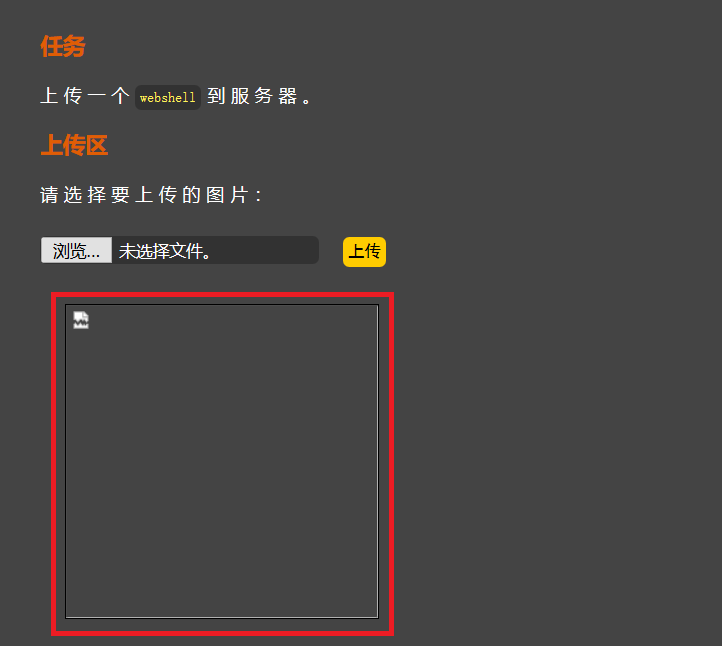 任务
上传一个 webshell 到服务器。
上传区
请选择要上传的图片：
浏览... 未选择文件。 上传